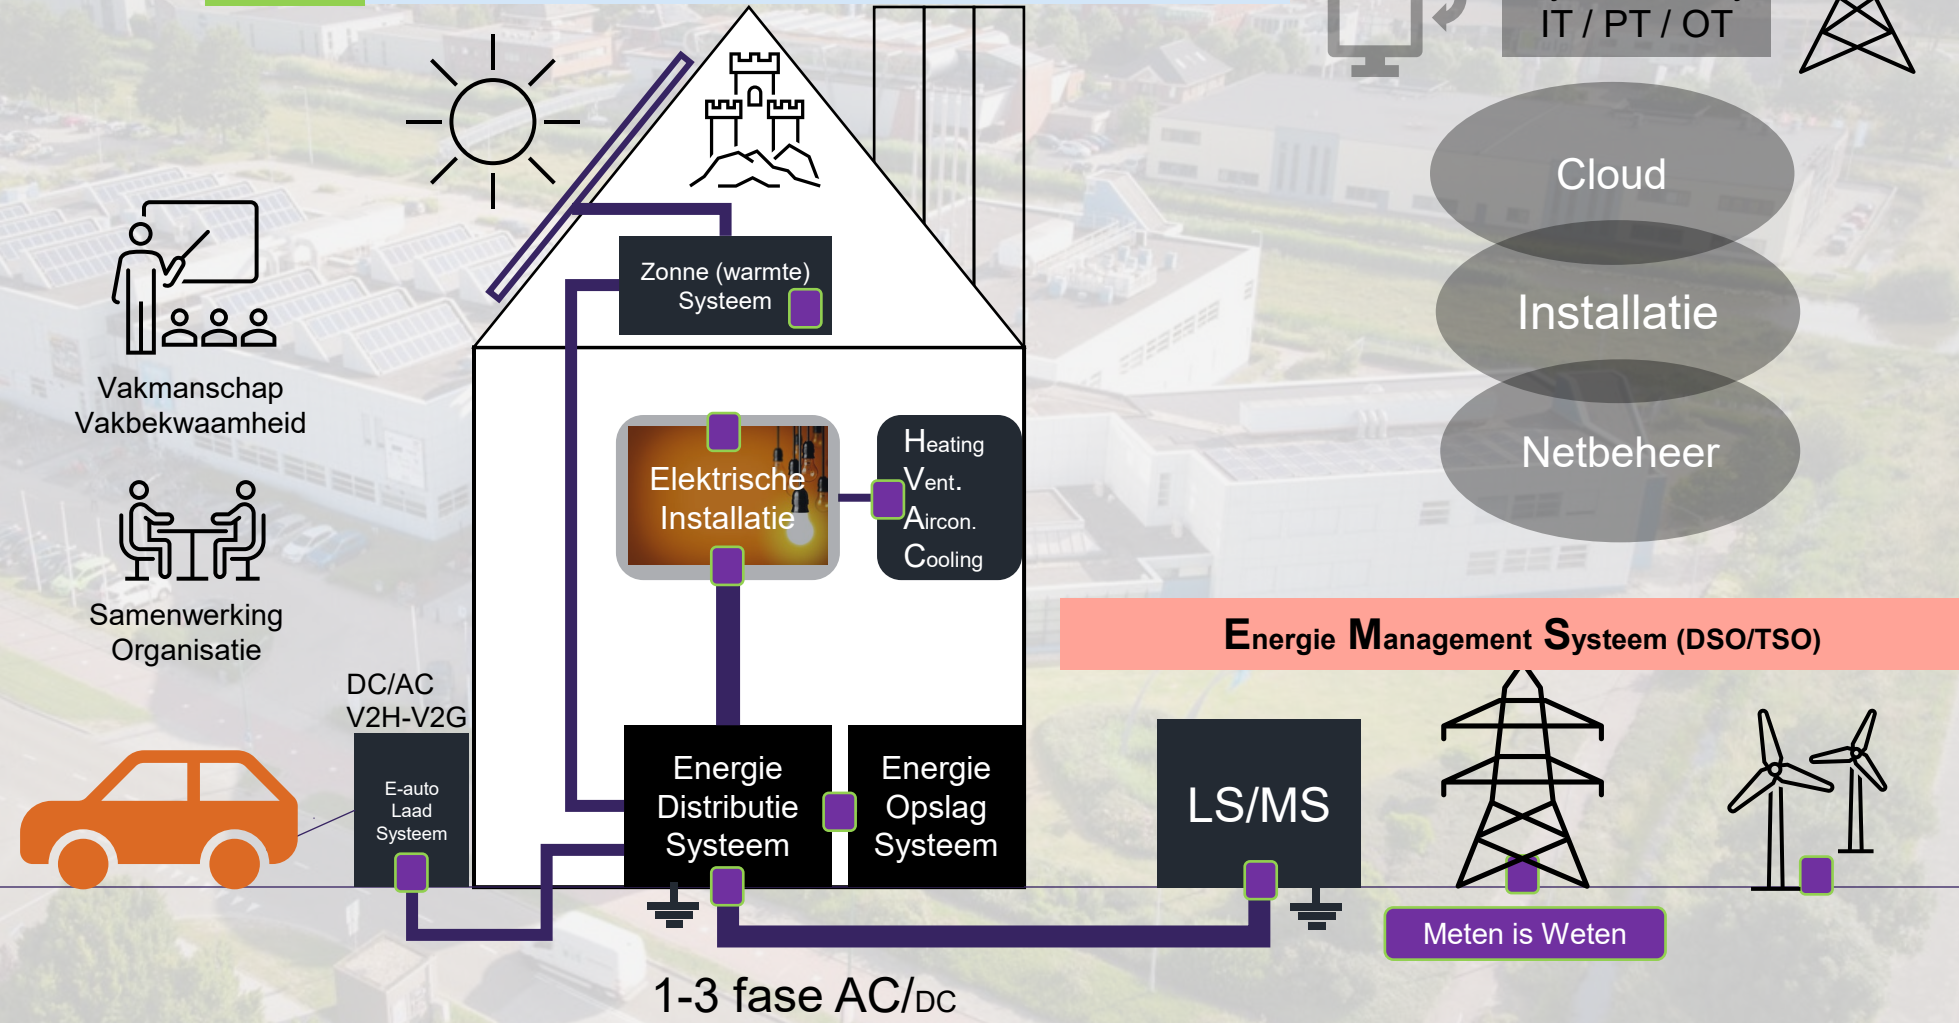 IT / PT / OT
Cloud
Installatie
Netbeheer
Zonne (warmte)
Systeem
Vakmanschap
Vakbekwaamheid
Elektrische
Installatie
Heating
Vent.
Aircon.
Cooling
Samenwerking
Organisatie
Energie Management Systeem (DSO/TSO)
DC/AC
V2H-V2G
E-auto
Laad
Systeem
Energie
Distributie
Systeem
Energie
Opslag
Systeem
LS/MS
Meten is Weten
1-3 fase AC/DC